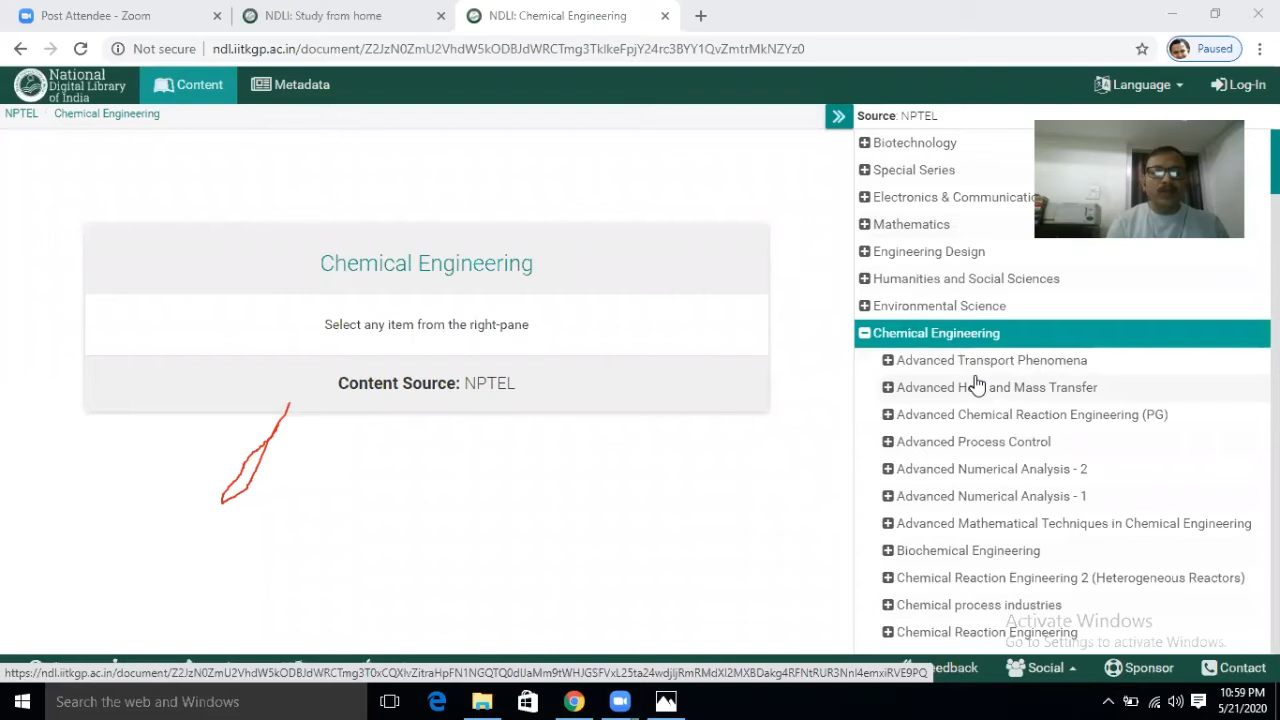 Post Attendee - Zoom
NDLI: Study from home
NDLI: Chemical Engineering
Not secure
ndl.iitkgp.ac.in/document/Z2JzN0ZmU2VhdW5kODBJdWRCTmg3TklkeFpjY24rc3BYY1QvZmtrMkNZYz0
Paused
National
Digital Library
of India
Content
Metadata
Language
Log-In
NPTEL
Chemical Engineering
Source: NPTEL
Biotechnology
Special Series
Electronics &
Mathematics
Engineering Design
Humanities and Social Sciences
Environmental Science
Chemical Engineering
Advanced Transport Phenomena
Advanced and Mass Transfer
Advanced Chemical Reaction Engineering (PG)
Advanced Process Control
Advanced Numerical Analysis - 2
Advanced Numerical Analysis - 1
Advanced Mathematical Techniques in Chemical Engineering
Biochemical Engineering
Chemical Reaction Engineering 2 (Heterogeneous Reactors)
Chemical process industries
Chemical Reaction Engineering
Chemical Engineering
Select any item from the right-pane
Content Source: NPTEL
Activate Windows
Go to Settings to activate Windows.
Social
Sponsor
Contact
Search the web and Windows
10:59 PM
5/21/2020